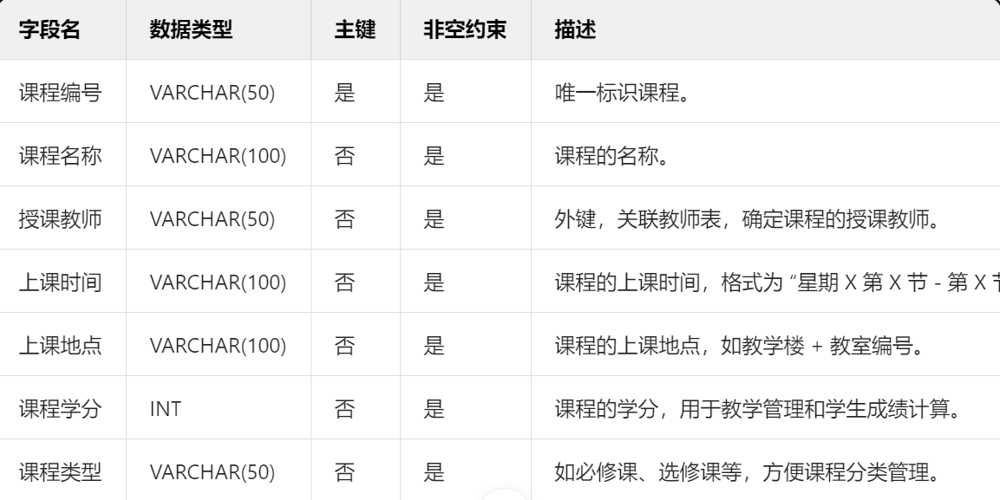 字段名 数据类型 主键 非空约束 描述
课程编号 VARCHAR(50) 是 是 唯一标识课程。
课程名称 VARCHAR(100) 否 是 课程的名称。
授课教师 VARCHAR(50) 否 是 外键，关联教师表，确定课程的授课教师。
上课时间 VARCHAR(100) 否 是 课程的上课时间，格式为 “星期 X 第 X 节 - 第 X
上课地点 VARCHAR(100) 否 是 课程的上课地点，如教学楼 + 教室编号。
课程学分 INT 否 是 课程的学分，用于教学管理和学生成绩计算。
课程类型 VARCHAR(50) 否 是 如必修课、选修课等，方便课程分类管理。